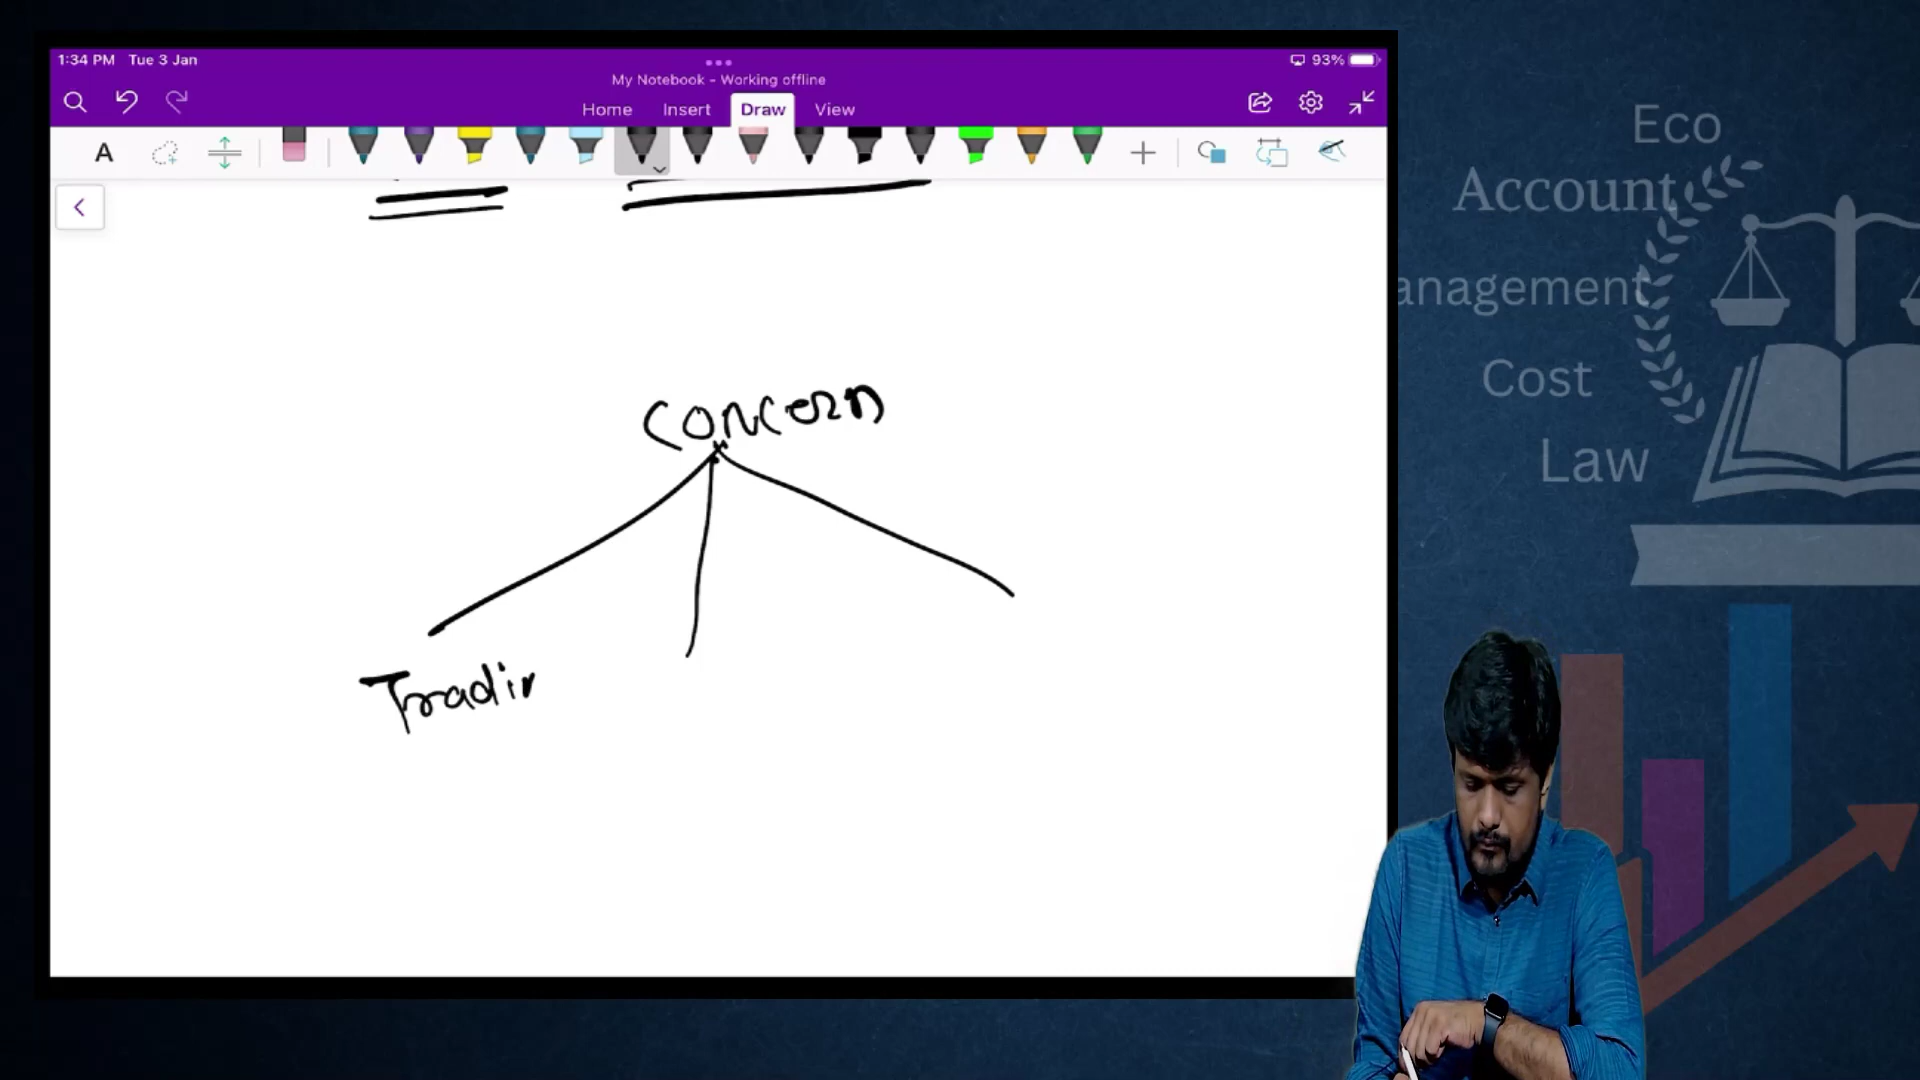 1:34 PM Tue 3 Jan
93%
My Notebook - Working offline
Home Insert Draw View
A
Concern
Tradin
Eco
Account
anagement
Cost
Law